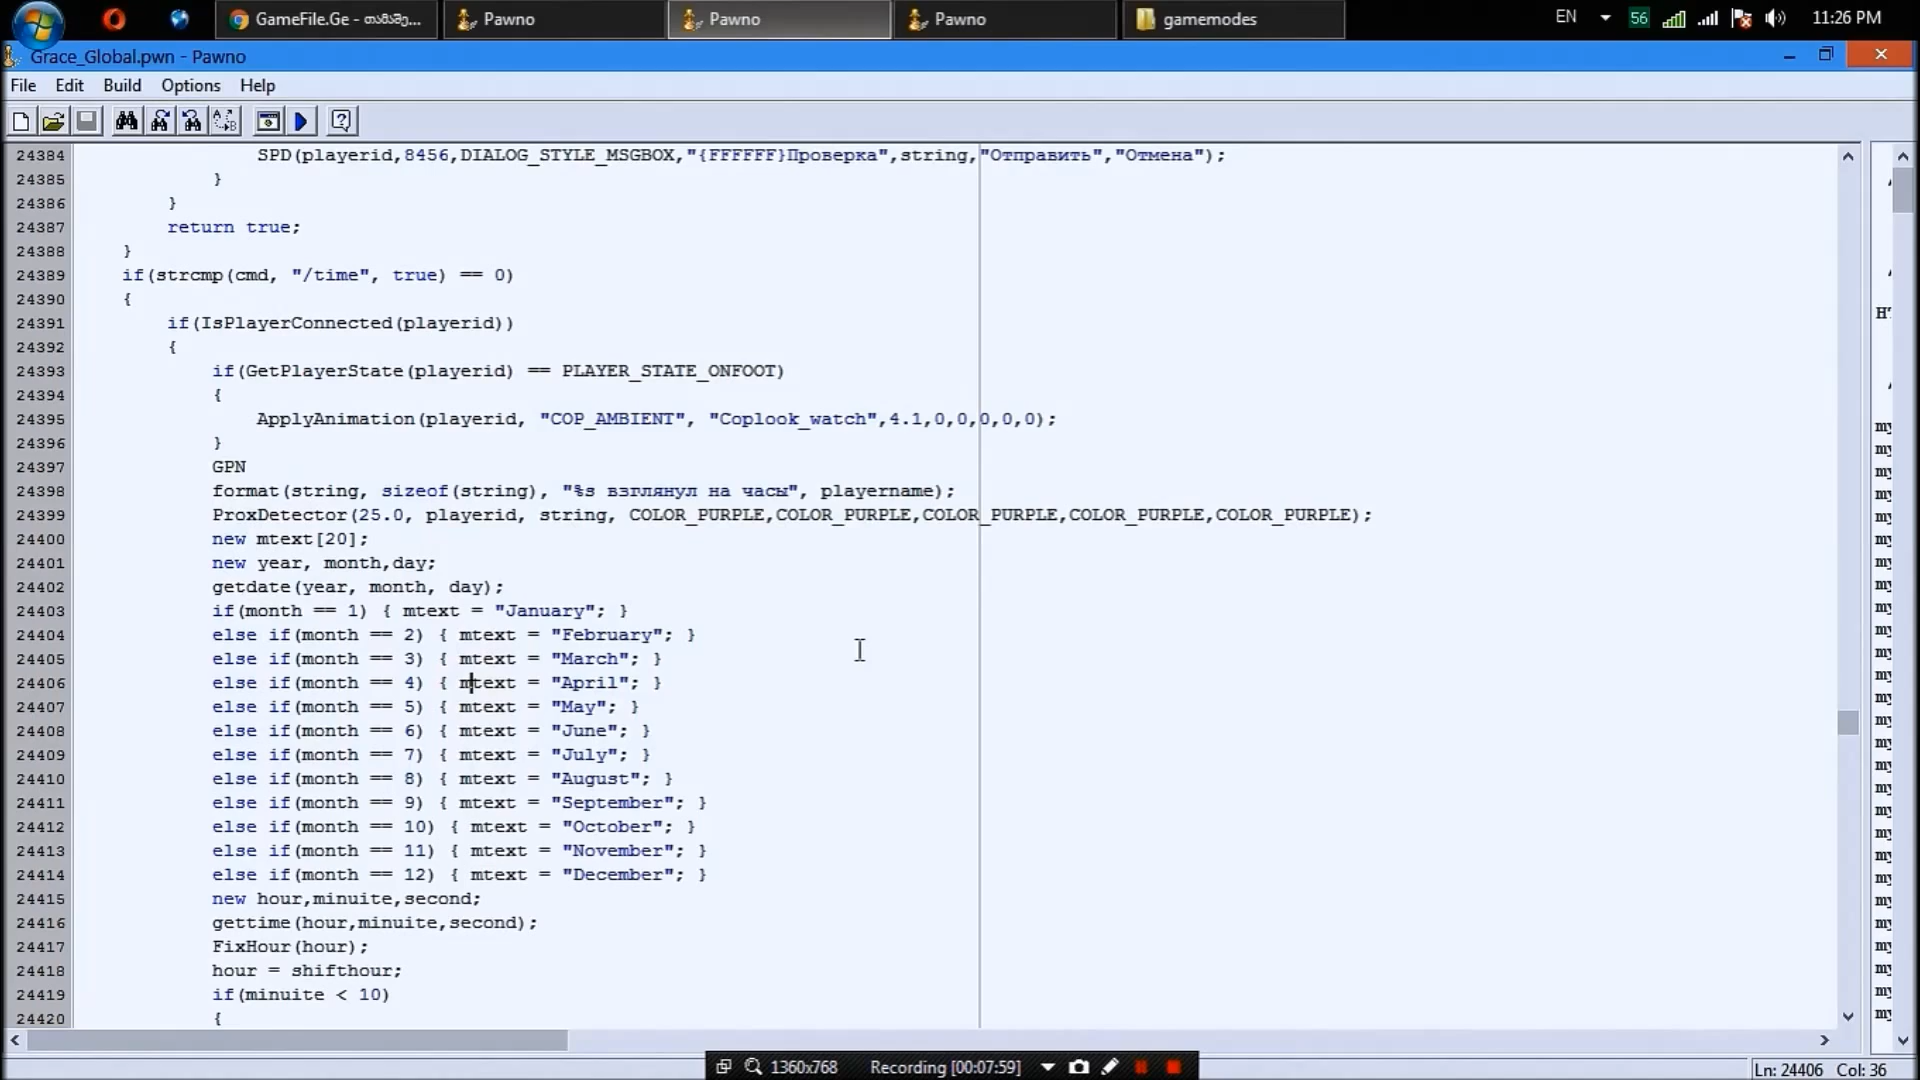 GameFile.Ge - თამაშე...
Pawno
Pawno
Pawno
gamemodes
EN
56
11:26 PM
Grace_Global.pwn - Pawno
File Edit Build Options Help
24384 SPD(playerid,8456,DIALOG_STYLE_MSGBOX,"{FFFFFF}Проверка",string,"Отправить","Отмена");
24385 }
24386 }
24387 return true;
24388 }
24389 if(strcmp(cmd, "/time", true) == 0)
24390 {
24391 if(IsPlayerConnected(playerid))
24392 {
24393 if(GetPlayerState(playerid) == PLAYER_STATE_ONFOOT)
24394 {
24395 ApplyAnimation(playerid, "COP_AMBIENT", "Coplook_watch",4.1,0,0,0,0,0);
24396 }
24397 GPN
24398 format(string, sizeof(string), "%s взглянул на часы", playername);
24399 ProxDetector(25.0, playerid, string, COLOR_PURPLE,COLOR_PURPLE,COLOR_PURPLE,COLOR_PURPLE,COLOR_PURPLE);
24400 new mtext[20];
24401 new year, month,day;
24402 getdate(year, month, day);
24403 if(month == 1) { mtext = "January"; }
24404 else if(month == 2) { mtext = "February"; }
24405 else if(month == 3) { mtext = "March"; }
24406 else if(month == 4) { mtext = "April"; }
24407 else if(month == 5) { mtext = "May"; }
24408 else if(month == 6) { mtext = "June"; }
24409 else if(month == 7) { mtext = "July"; }
24410 else if(month == 8) { mtext = "August"; }
24411 else if(month == 9) { mtext = "September"; }
24412 else if(month == 10) { mtext = "October"; }
24413 else if(month == 11) { mtext = "November"; }
24414 else if(month == 12) { mtext = "December"; }
24415 new hour,minuite,second;
24416 gettime(hour,minuite,second);
24417 FixHour(hour);
24418 hour = shifthour;
24419 if(minuite < 10)
24420 {
1360x768 Recording [00:07:59]
Ln: 24406 Col: 36